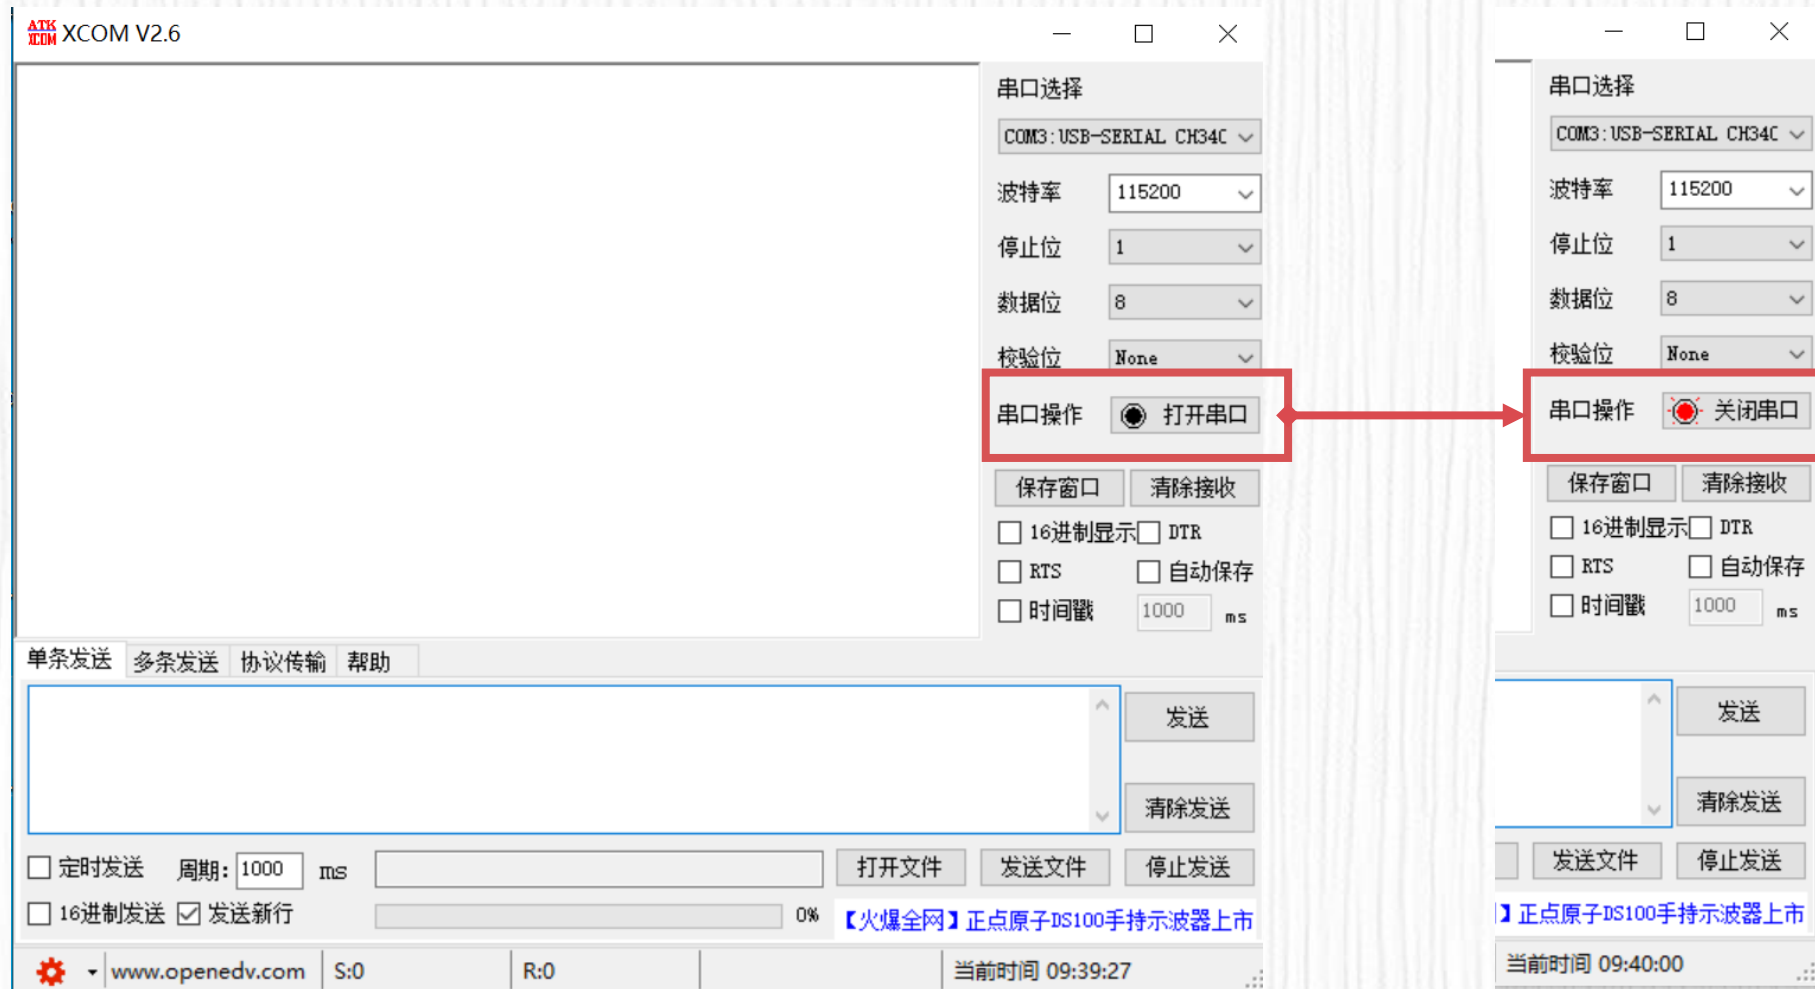 ATK
XCOM XCOM V2.6
串口选择
COM3:USB-SERIAL CH34C
波特率 115200
停止位 1
数据位 8
校验位 None
串口操作 打开串口
保存窗口 清除接收
16进制显示 DTR
RTS 自动保存
时间戳 1000 ms
单条发送 多条发送 协议传输 帮助
发送
清除发送
定时发送 周期: 1000 ms 打开文件 发送文件 停止发送
16进制发送 发送新行 0% 【火爆全网】正点原子DS100手持示波器上市
www.openedv.com S:0 R:0 当前时间 09:39:27
串口选择
COM3:USB-SERIAL CH34C
波特率 115200
停止位 1
数据位 8
校验位 None
串口操作 关闭串口
保存窗口 清除接收
16进制显示 DTR
RTS 自动保存
时间戳 1000 ms
发送
清除发送
发送文件 停止发送
】正点原子DS100手持示波器上市
当前时间 09:40:00